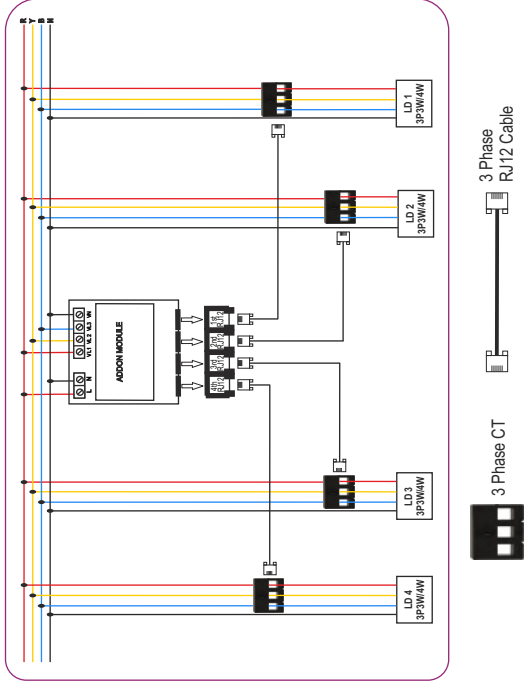 R
Y
B
N
L
N
VL1
VL2
VL3
VN
ADDON MODULE
4th
RJ12
3rd
RJ12
2nd
RJ12
1st
RJ12
LD 4
3P3W/4W
LD 3
3P3W/4W
LD 2
3P3W/4W
LD 1
3P3W/4W
3 Phase CT
3 Phase
RJ12 Cable